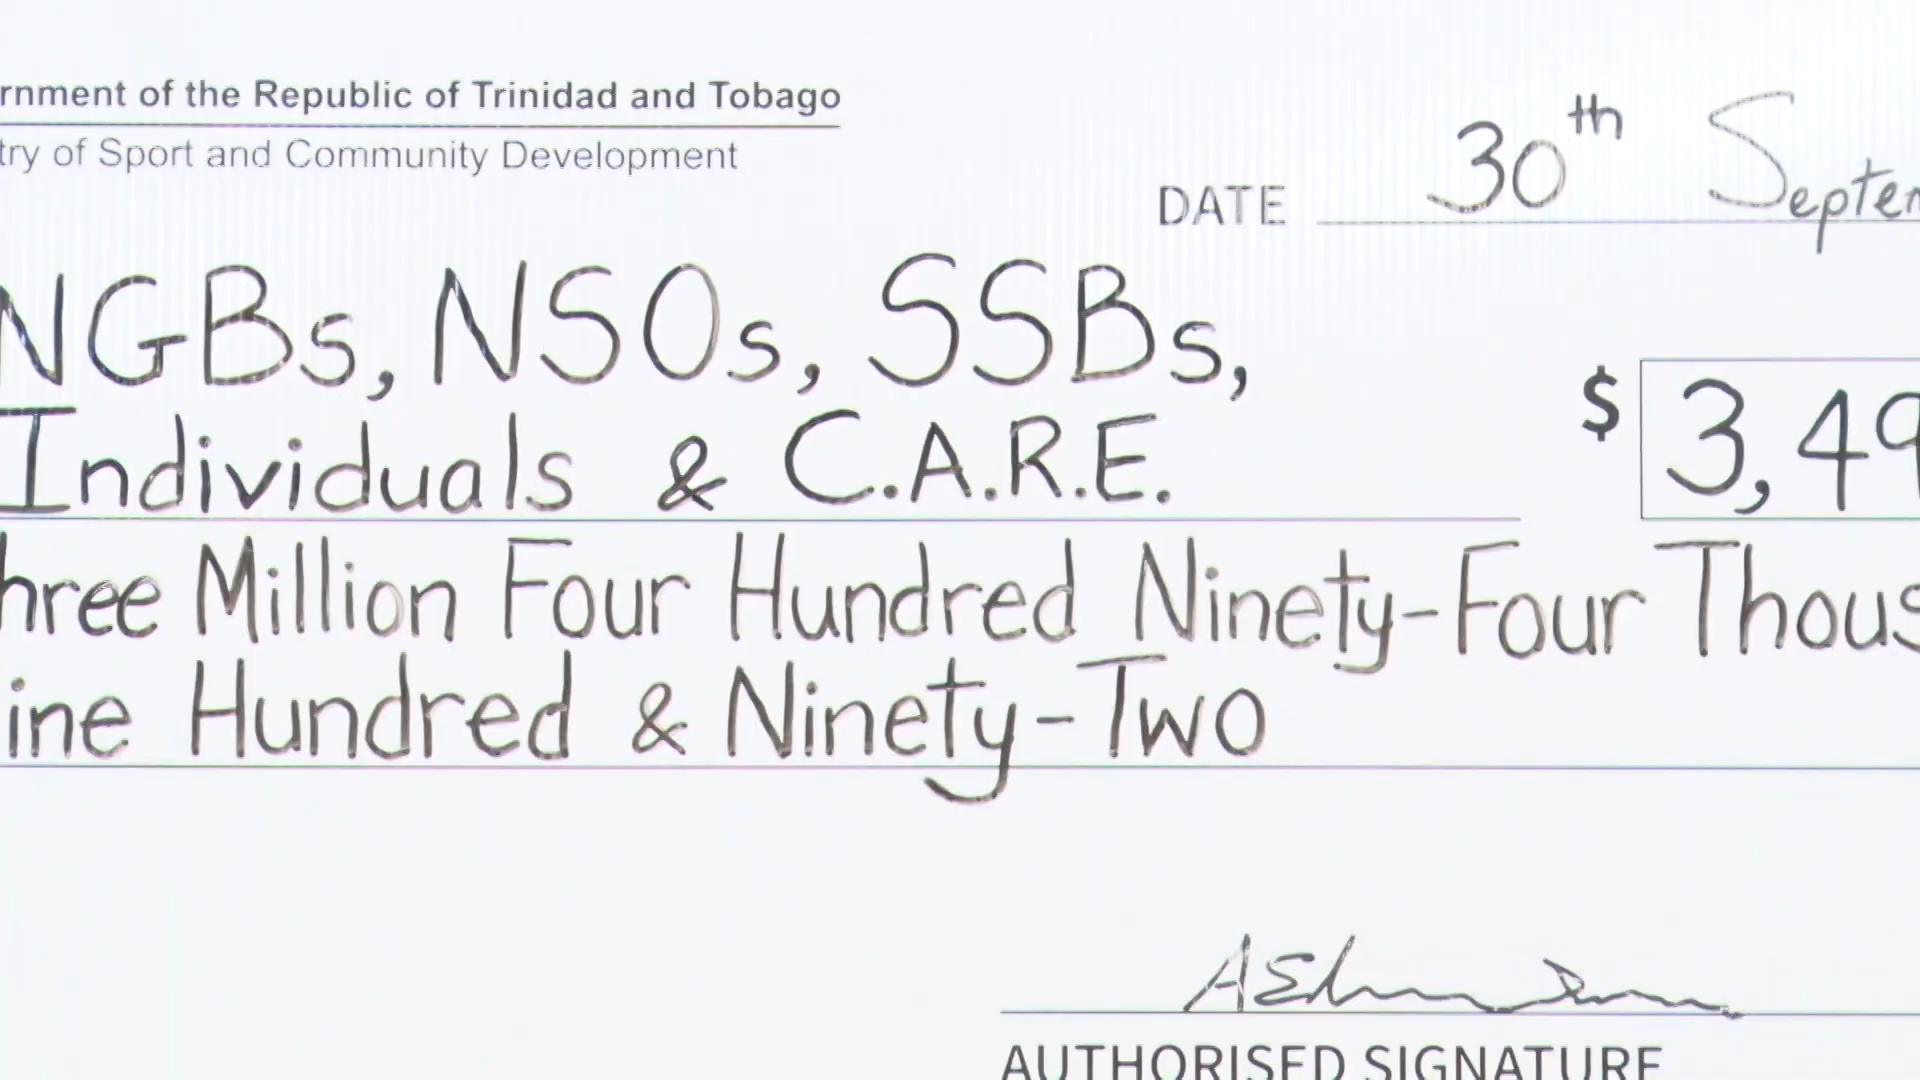 rnment of the Republic of Trinidad and Tobago
try of Sport and Community Development
DATE 30th Septem
NGBs, NSOs, SSBs,
Individuals & C.A.R.E.
$ 3,49
hree Million Four Hundred Ninety-Four Thous
ine Hundred & Ninety-Two
AUTHORISED SIGNATURE